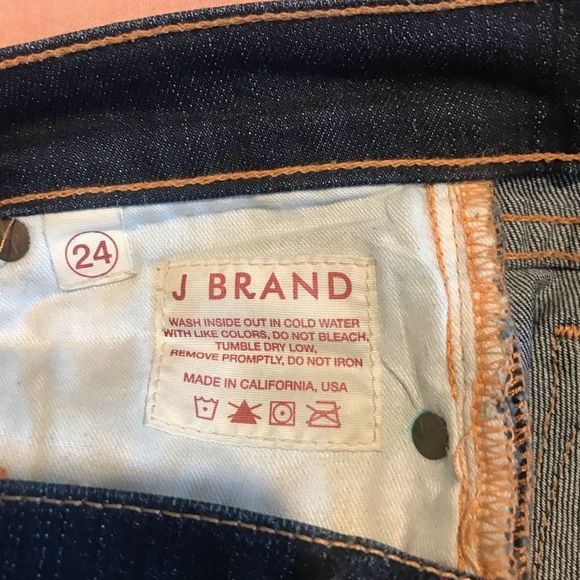 24
J BRAND
WASH INSIDE OUT IN COLD WATER
WITH LIKE COLORS, DO NOT BLEACH,
TUMBLE DRY LOW,
REMOVE PROMPTLY, DO NOT IRON
MADE IN CALIFORNIA, USA